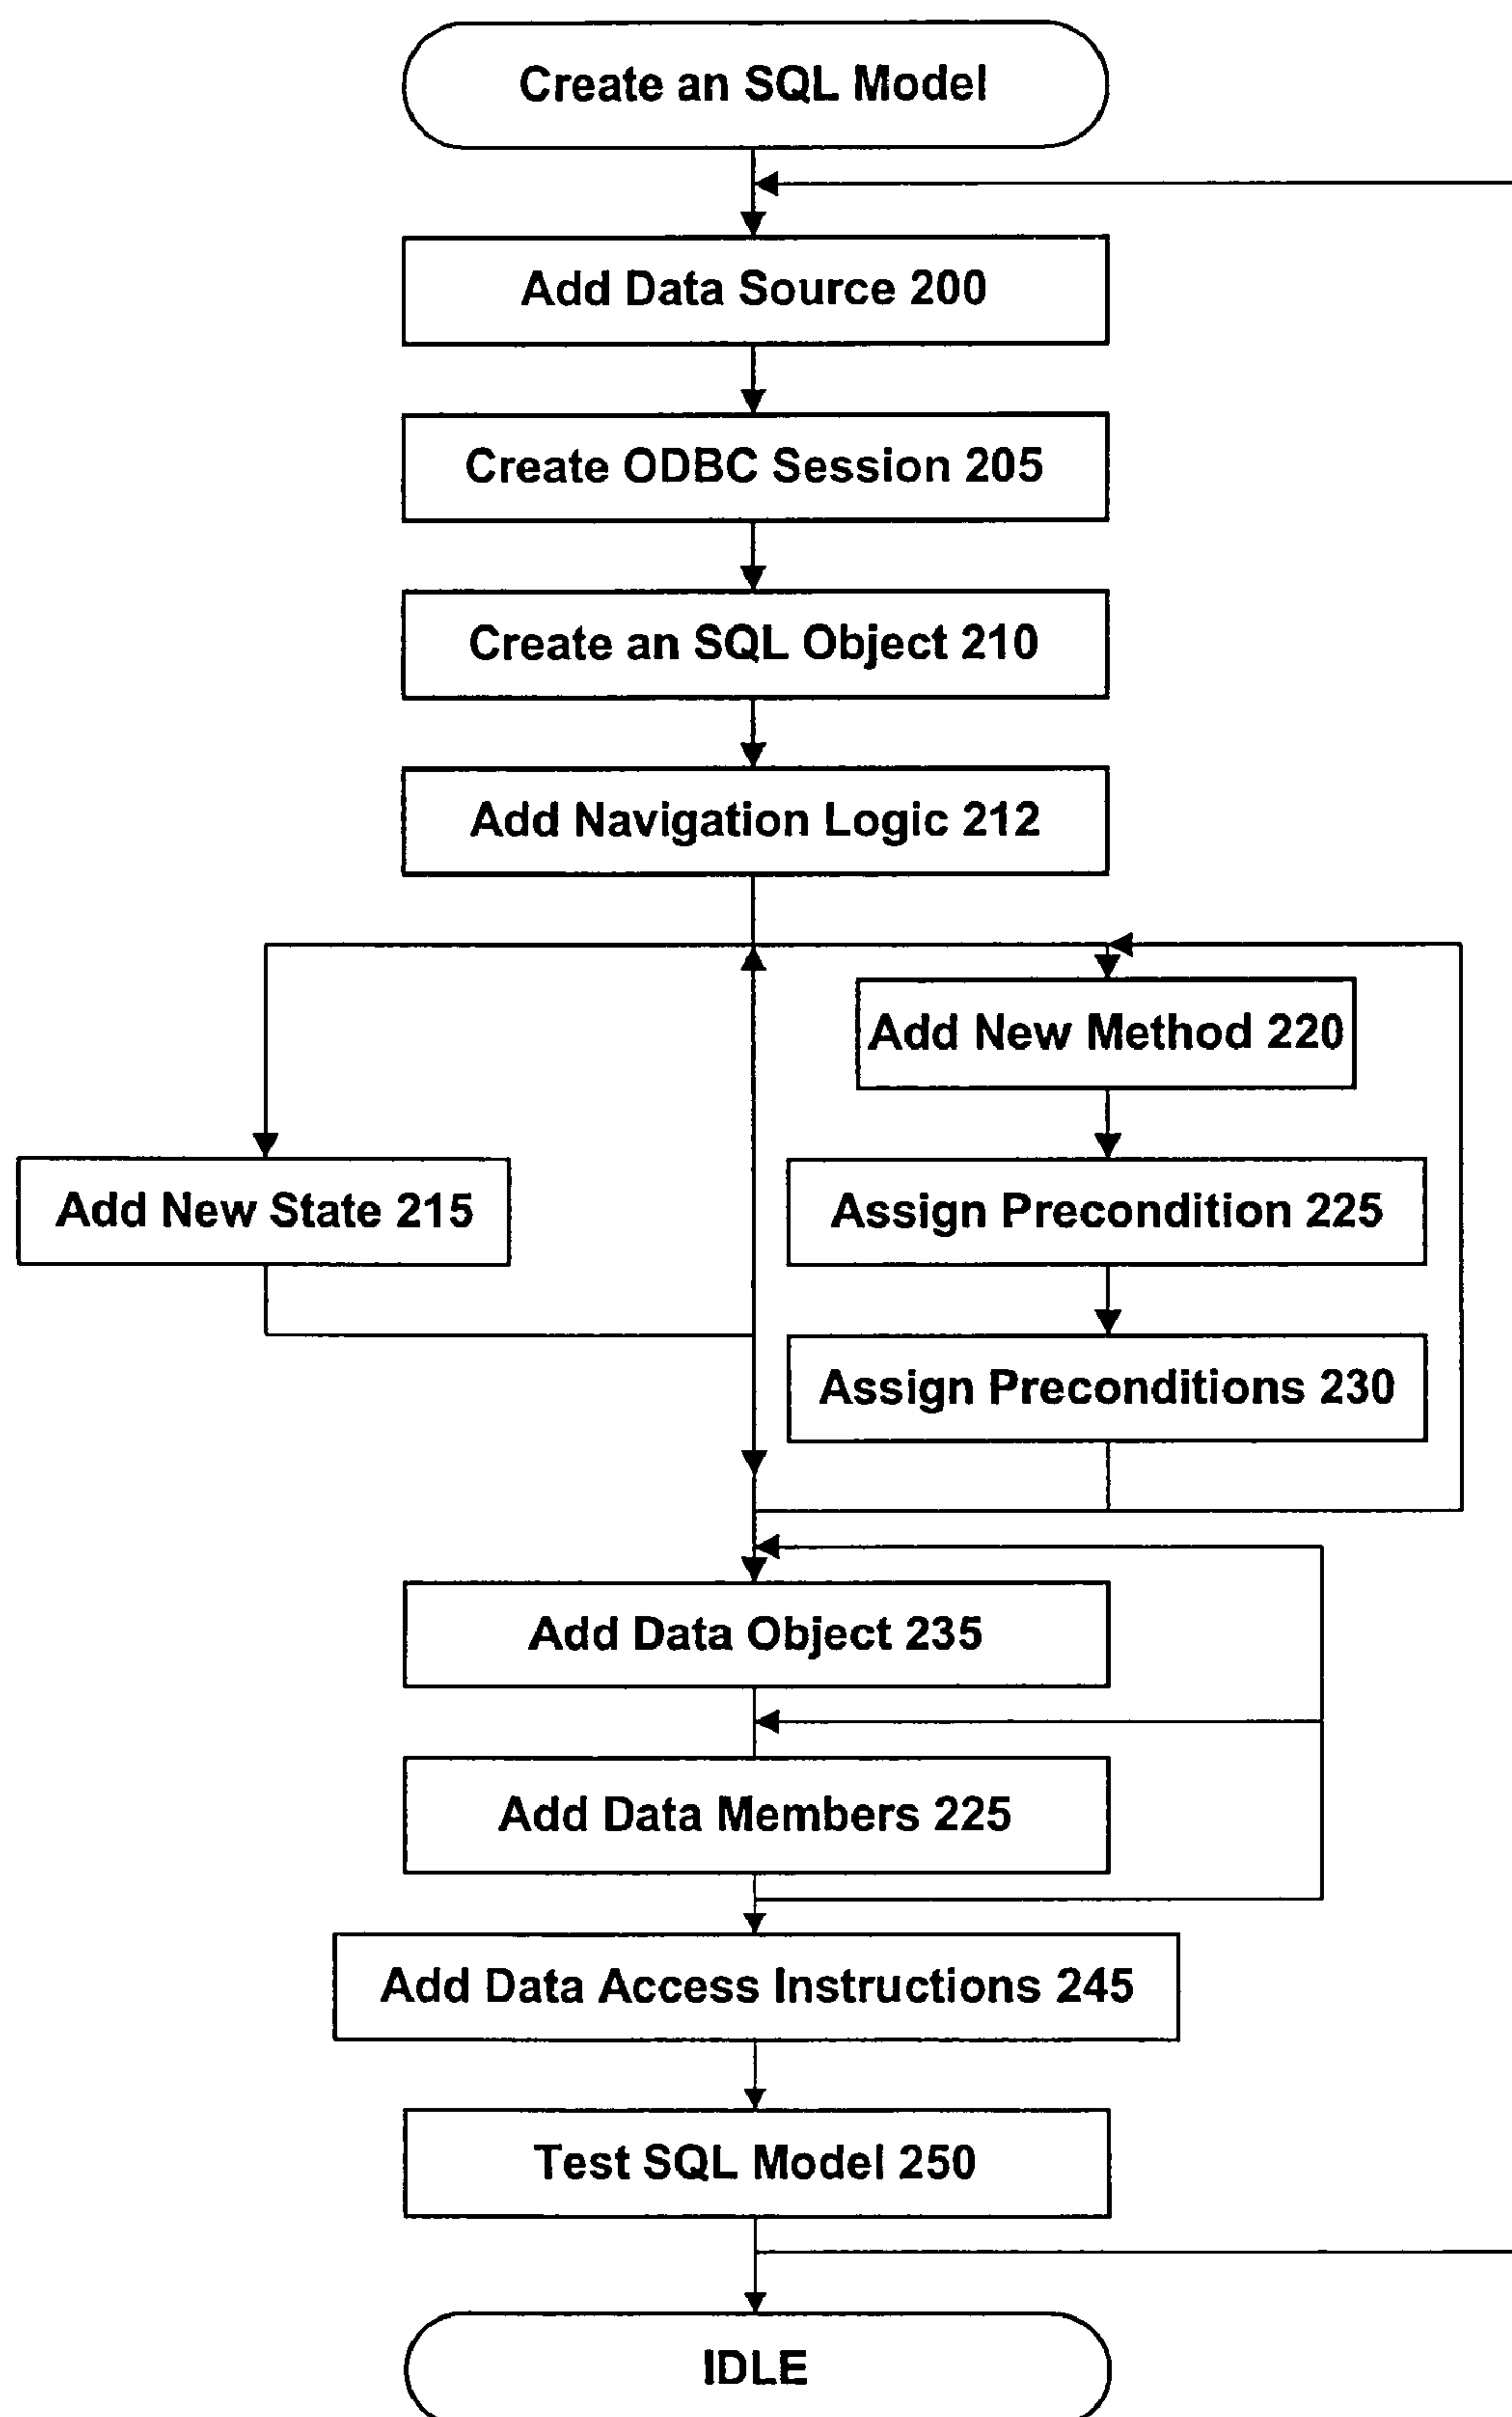 Create an SQL Model
Add Data Source 200
Create ODBC Session 205
Create an SQL Object 210
Add Navigation Logic 212
Add New Method 220
Add New State 215
Assign Precondition 225
Assign Preconditions 230
Add Data Object 235
Add Data Members 225
Add Data Access Instructions 245
Test SQL Model 250
IDLE